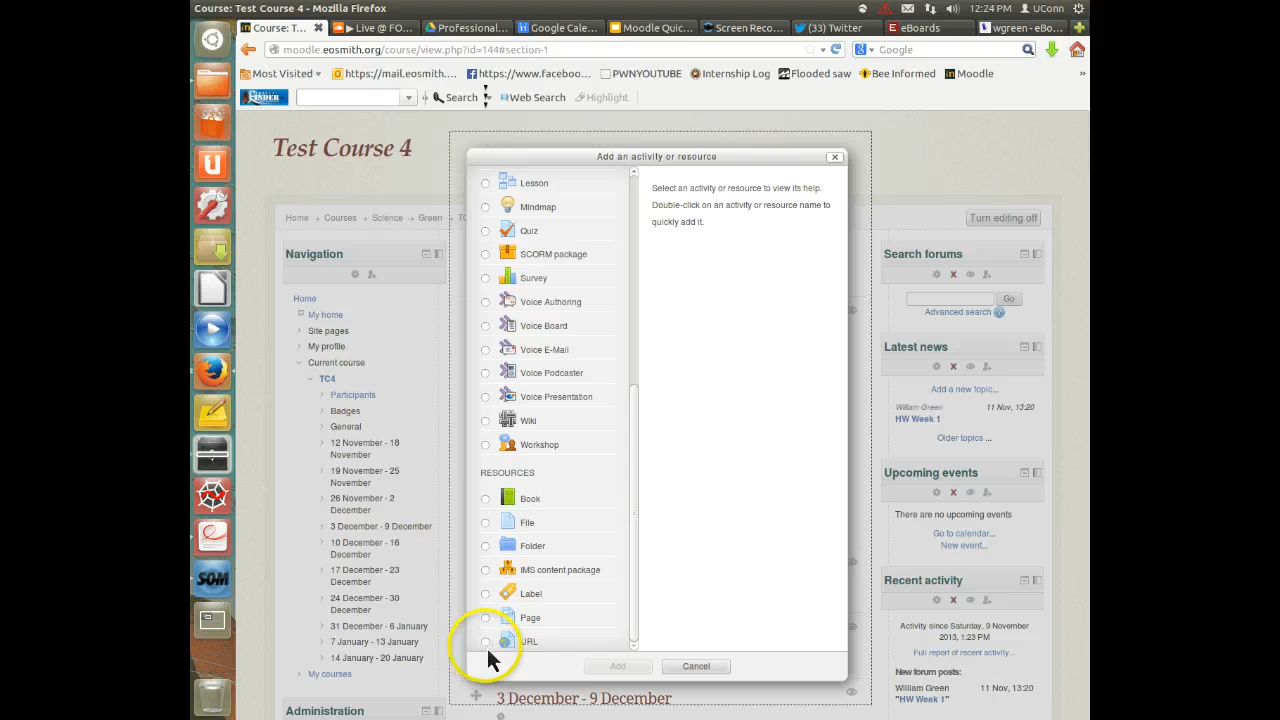 Course: Test Course 4 - Mozilla Firefox
12:24 PM UConn
Course: T...
Live @ FO...
Professional...
Google Cale...
Moodle Quic...
Screen Recor...
(33) Twitter
eBoards
wgreen - eBo...
moodle.eosmith.org/course/view.php?id=144#section-1
Google
Most Visited
https://mail.eosmith....
https://www.faceboo...
PWNYOUTUBE
Internship Log
Flooded saw
Bee Informed
Moodle
»
Search
Web Search
Highlight
Test Course 4
Home
Courses
Science
Green
Turn editing off
Navigation
Home
My home
Site pages
My profile
Current course
TC4
Participants
Badges
General
12 November - 18
November
19 November - 25
November
26 November - 2
December
3 December - 9 December
10 December - 16
December
17 December - 23
December
24 December - 30
December
31 December - 6 January
7 January - 13 January
14 January - 20 January
My courses
Administration
Add an activity or resource
Lesson
Mindmap
Quiz
SCORM package
Survey
Voice Authoring
Voice Board
Voice E-Mail
Voice Podcaster
Voice Presentation
Wiki
Workshop
RESOURCES
Book
File
Folder
IMS content package
Label
Page
URL
Select an activity or resource to view its help.
Double-click on an activity or resource name to
quickly add it.
Add
Cancel
3 December - 9 December
Search forums
Go
Advanced search
Latest news
Add a new topic...
William Green
11 Nov, 13:20
HW Week 1
Older topics ...
Upcoming events
There are no upcoming events
Go to calendar...
New event...
Recent activity
Activity since Saturday, 9 November
2013, 1:23 PM
Full report of recent activity...
New forum posts:
William Green
11 Nov, 13:20
"HW Week 1"